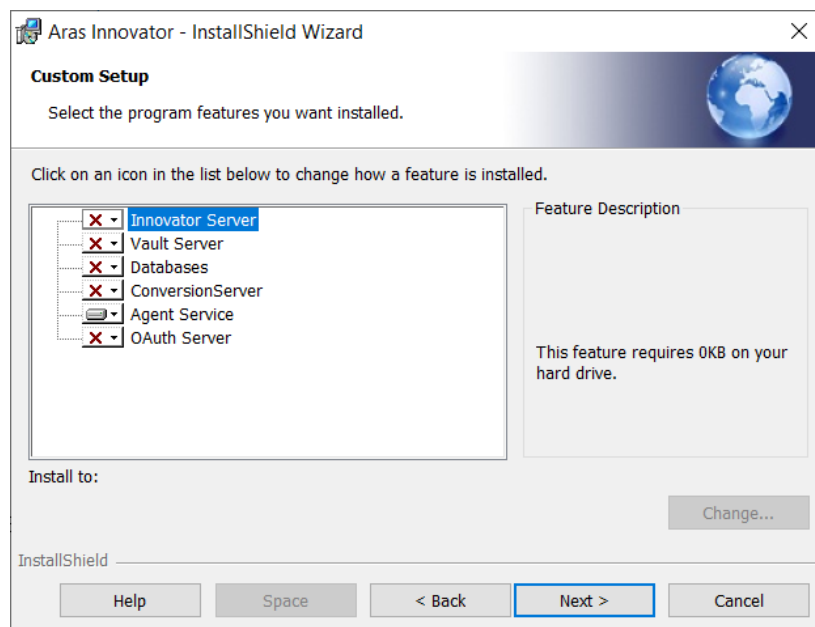 Aras Innovator - InstallShield Wizard
Custom Setup
Select the program features you want installed.
Click on an icon in the list below to change how a feature is installed.
Innovator Server
Vault Server
Databases
ConversionServer
Agent Service
OAuth Server
Feature Description
This feature requires 0KB on your
hard drive.
Install to:
Change...
InstallShield
Help
Space
< Back
Next >
Cancel